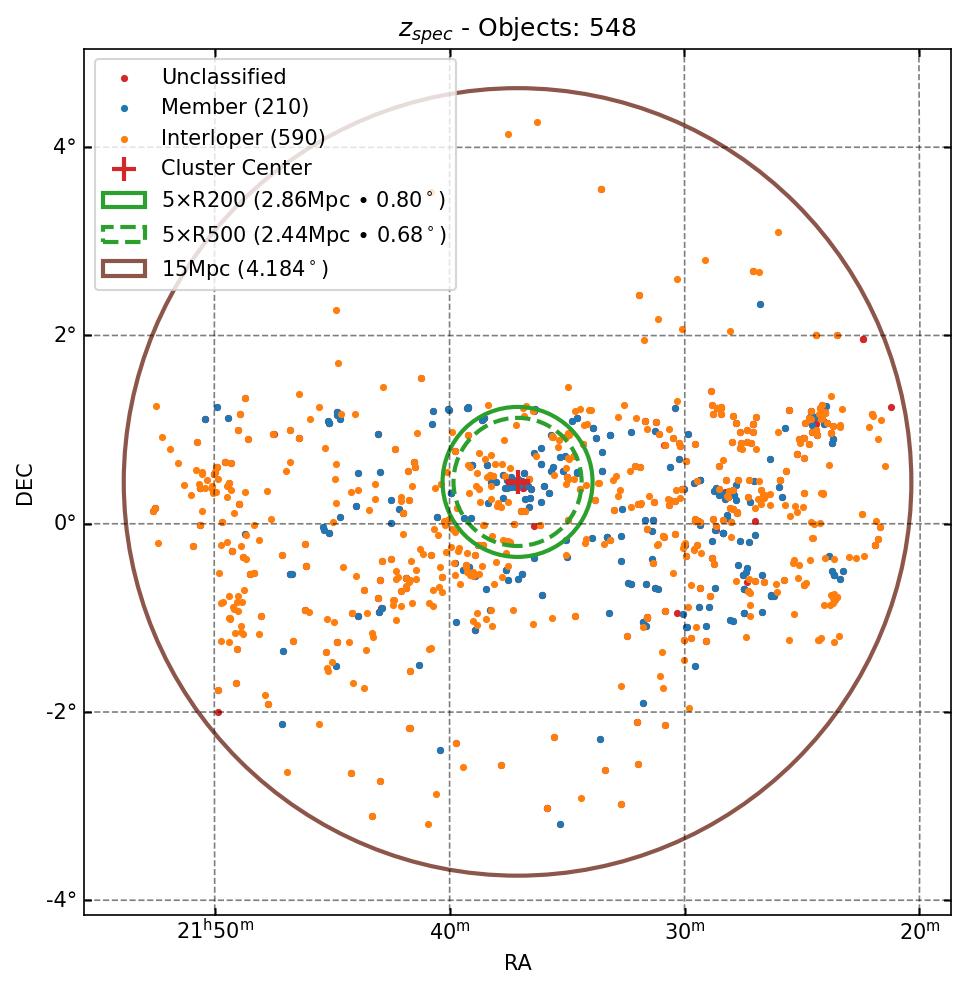 z_spec - Objects: 548
Unclassified
Member (210)
Interloper (590)
Cluster Center
5×R200 (2.86Mpc • 0.80°)
5×R500 (2.44Mpc • 0.68°)
15Mpc (4.184°)
4°
2°
0°
-2°
-4°
DEC
21ʰ50ᵐ 40ᵐ 30ᵐ 20ᵐ
RA